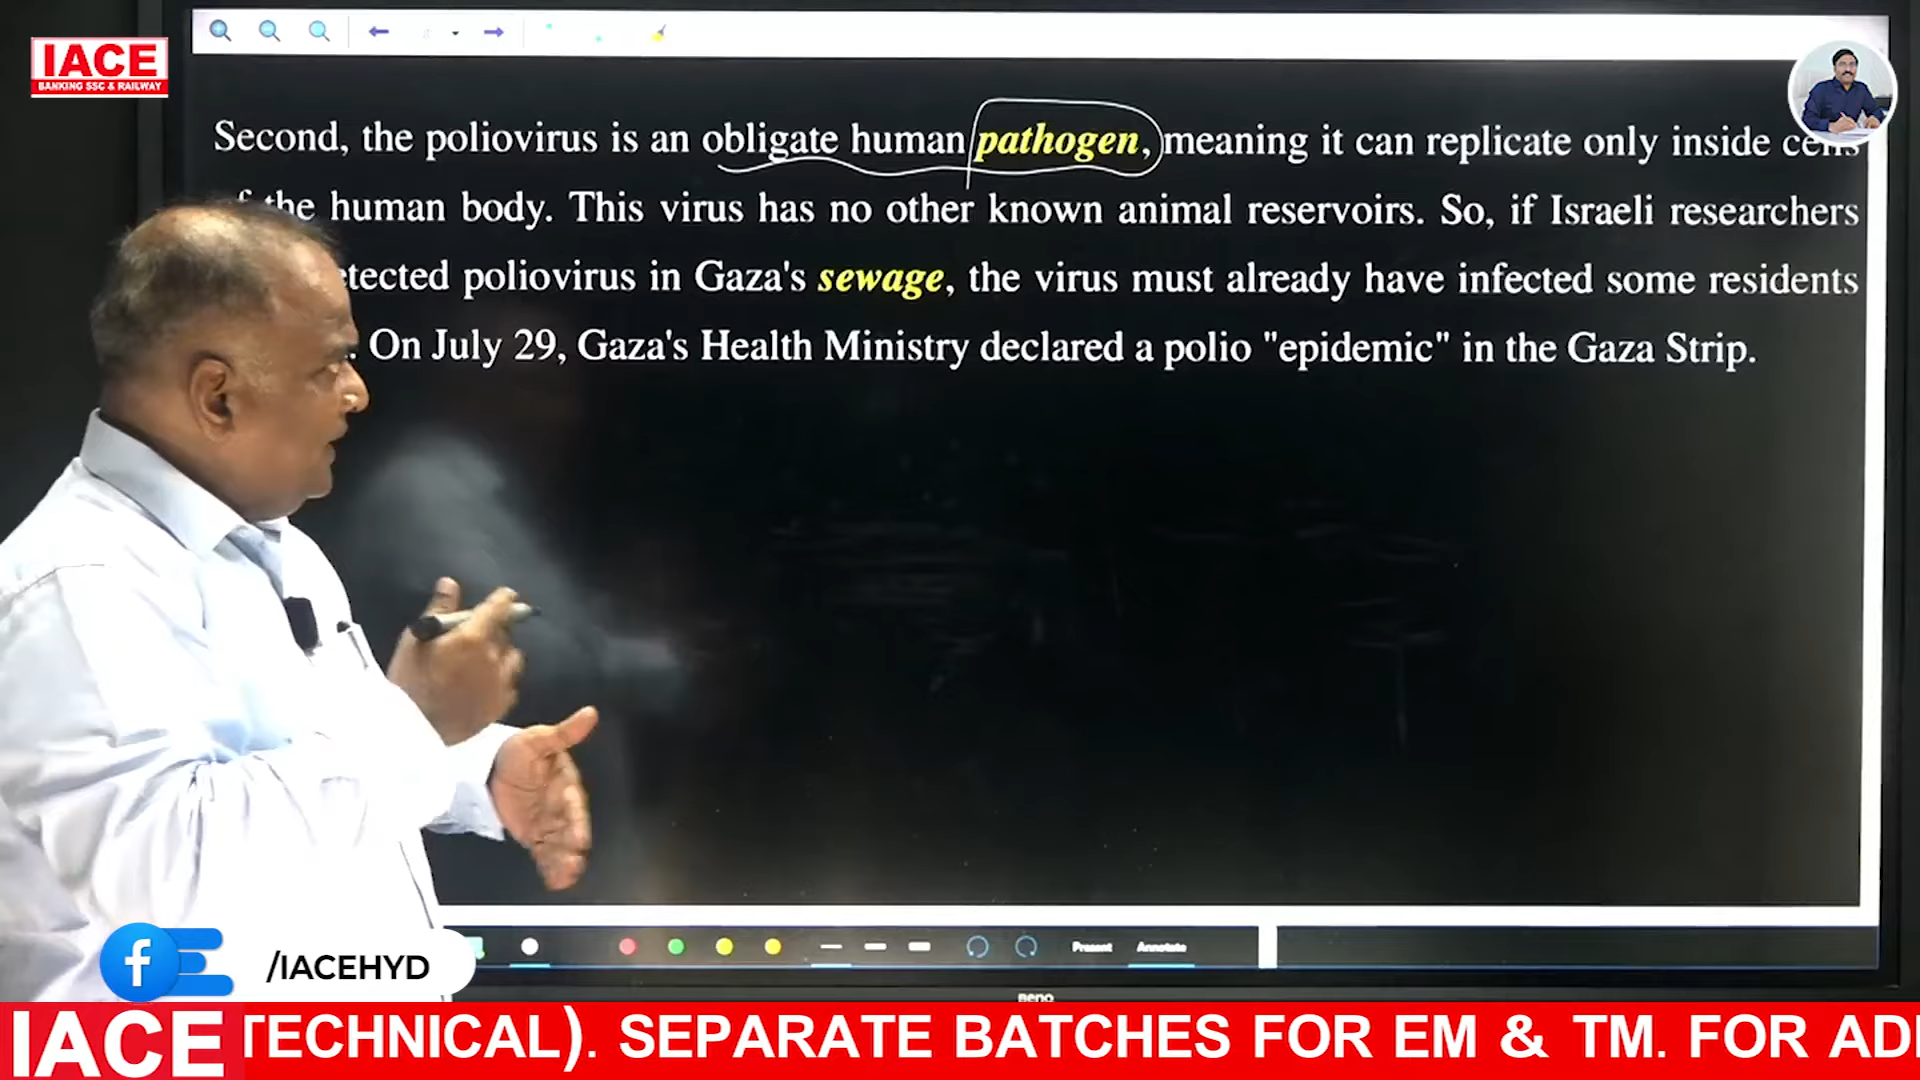 IACE
BANKING SSC & RAILWAY
Second, the poliovirus is an obligate human pathogen, meaning it can replicate only inside cells
the human body. This virus has no other known animal reservoirs. So, if Israeli researchers
etected poliovirus in Gaza's sewage, the virus must already have infected some residents
. On July 29, Gaza's Health Ministry declared a polio "epidemic" in the Gaza Strip.
Present Annotate
f /IACEHYD
BenQ
IACE TECHNICAL). SEPARATE BATCHES FOR EM & TM. FOR AD